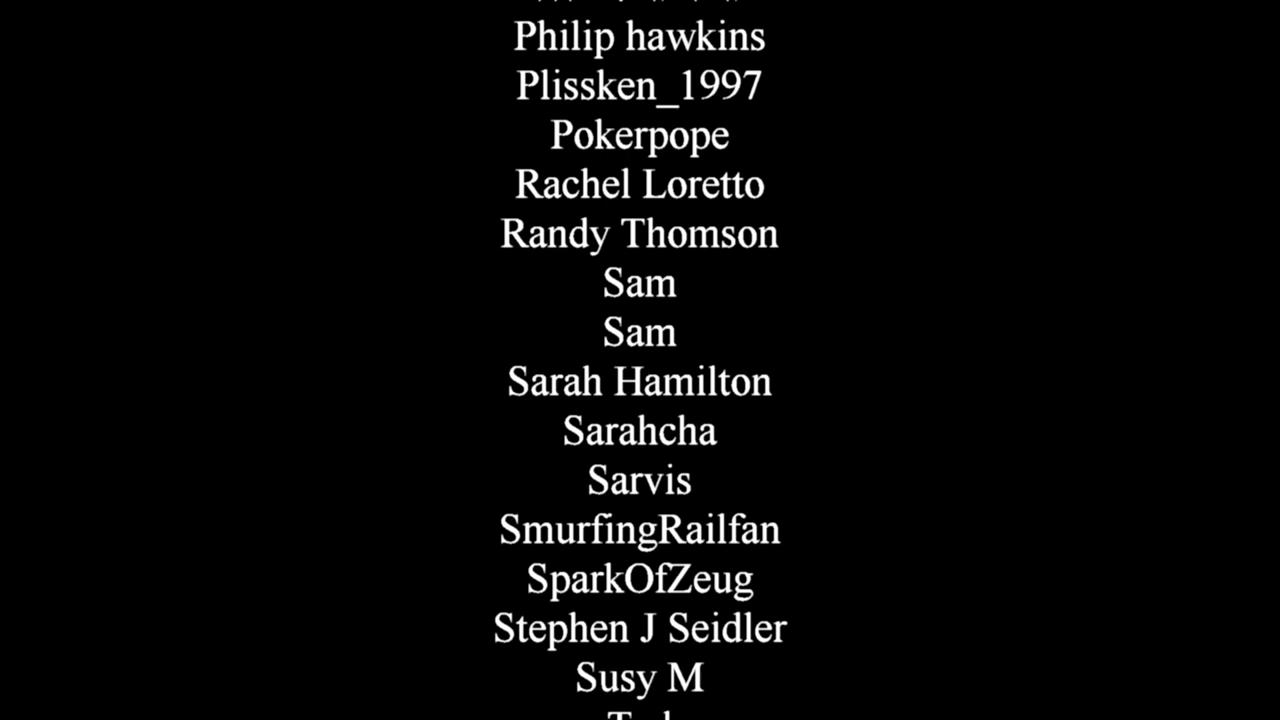 Philip hawkins
Plissken_1997
Pokerpope
Rachel Loretto
Randy Thomson
Sam
Sam
Sarah Hamilton
Sarahcha
Sarvis
SmurfingRailfan
SparkOfZeug
Stephen J Seidler
Susy M